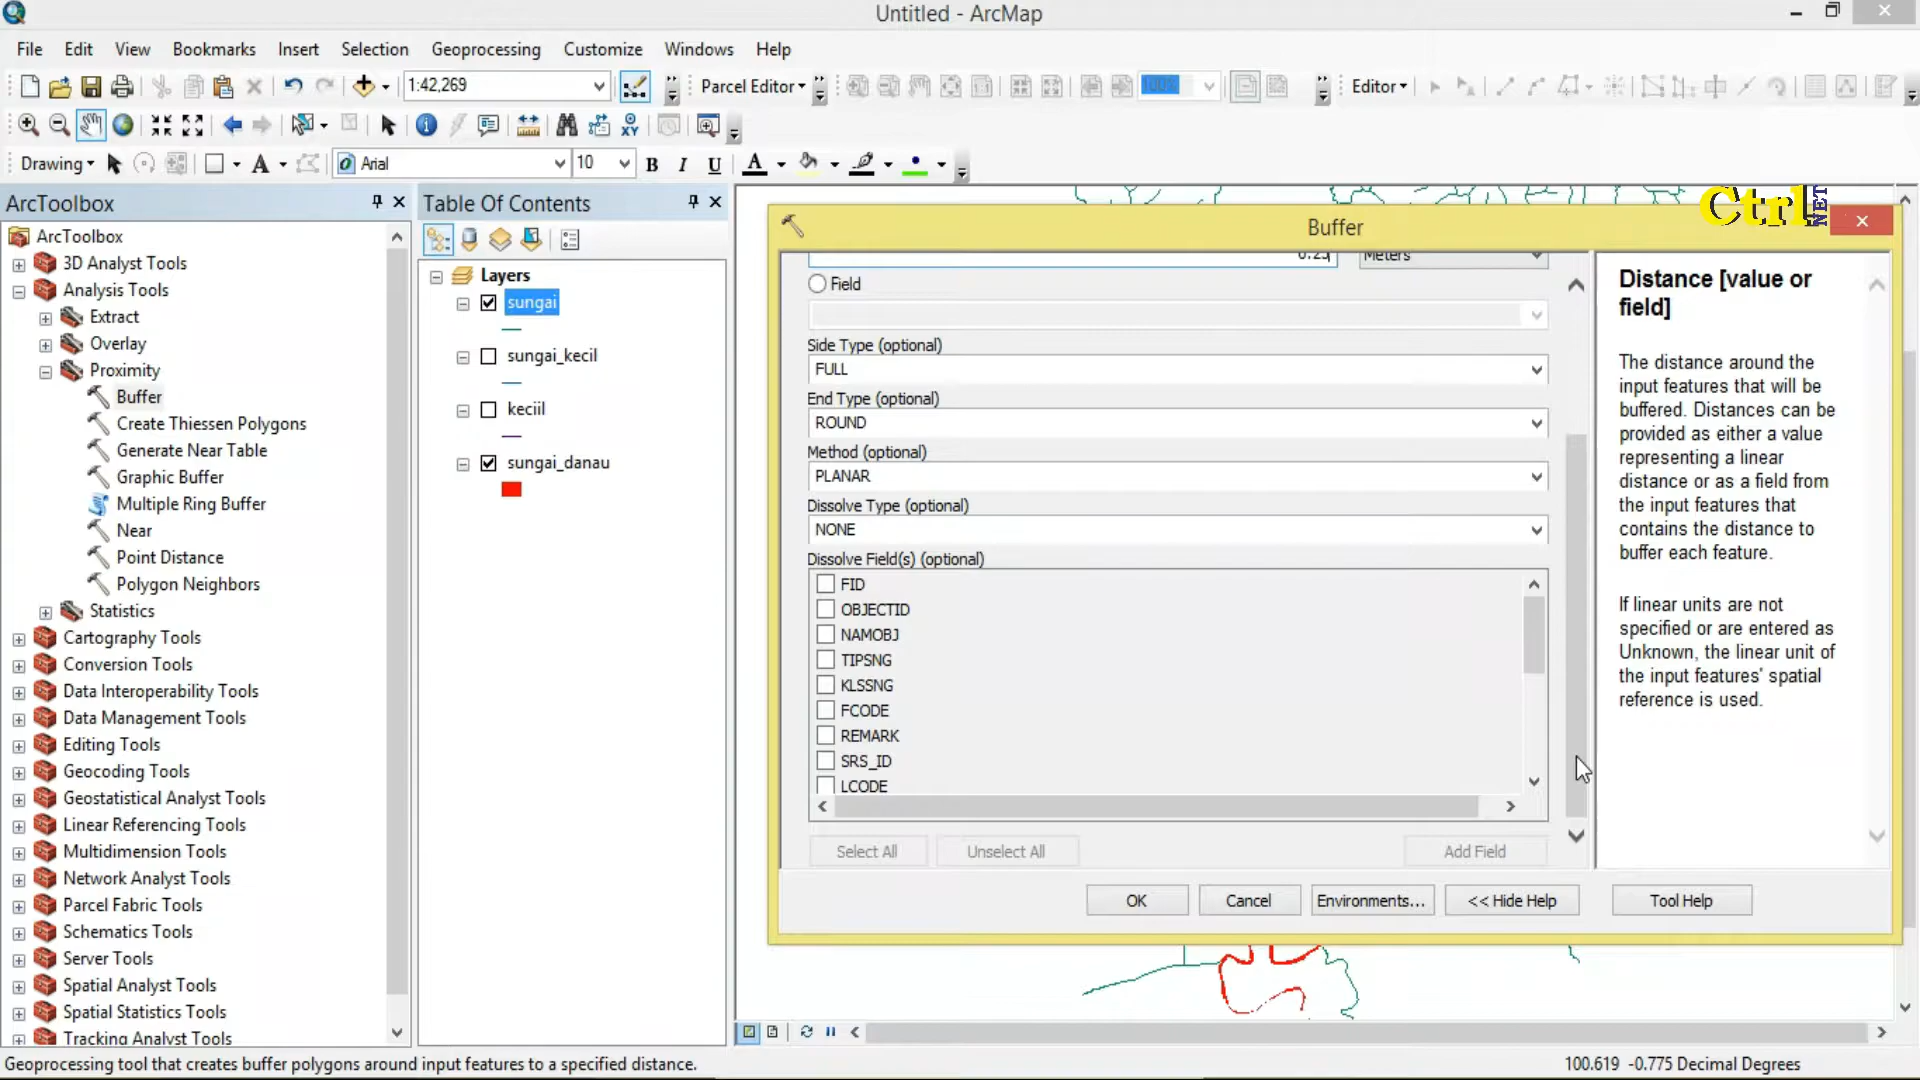 Untitled - ArcMap
File Edit View Bookmarks Insert Selection Geoprocessing Customize Windows Help
1:42,269 Parcel Editor 100% Editor
Drawing A Arial 10 B I U A
ArcToolbox
ArcToolbox
3D Analyst Tools
Analysis Tools
Extract
Overlay
Proximity
Buffer
Create Thiessen Polygons
Generate Near Table
Graphic Buffer
Multiple Ring Buffer
Near
Point Distance
Polygon Neighbors
Statistics
Cartography Tools
Conversion Tools
Data Interoperability Tools
Data Management Tools
Editing Tools
Geocoding Tools
Geostatistical Analyst Tools
Linear Referencing Tools
Multidimension Tools
Network Analyst Tools
Parcel Fabric Tools
Schematics Tools
Server Tools
Spatial Analyst Tools
Spatial Statistics Tools
Tracking Analyst Tools
Table Of Contents
Layers
sungai
sungai_kecil
keciil
sungai_danau
Ctrl NET
Buffer
0.25 Meters
Field
Side Type (optional)
FULL
End Type (optional)
ROUND
Method (optional)
PLANAR
Dissolve Type (optional)
NONE
Dissolve Field(s) (optional)
FID
OBJECTID
NAMOBJ
TIPSNG
KLSSNG
FCODE
REMARK
SRS_ID
LCODE
Select All Unselect All Add Field
OK Cancel Environments... << Hide Help Tool Help
Distance [value or
field]
The distance around the
input features that will be
buffered. Distances can be
provided as either a value
representing a linear
distance or as a field from
the input features that
contains the distance to
buffer each feature.
If linear units are not
specified or are entered as
Unknown, the linear unit of
the input features' spatial
reference is used.
Geoprocessing tool that creates buffer polygons around input features to a specified distance.
100.619 -0.775 Decimal Degrees